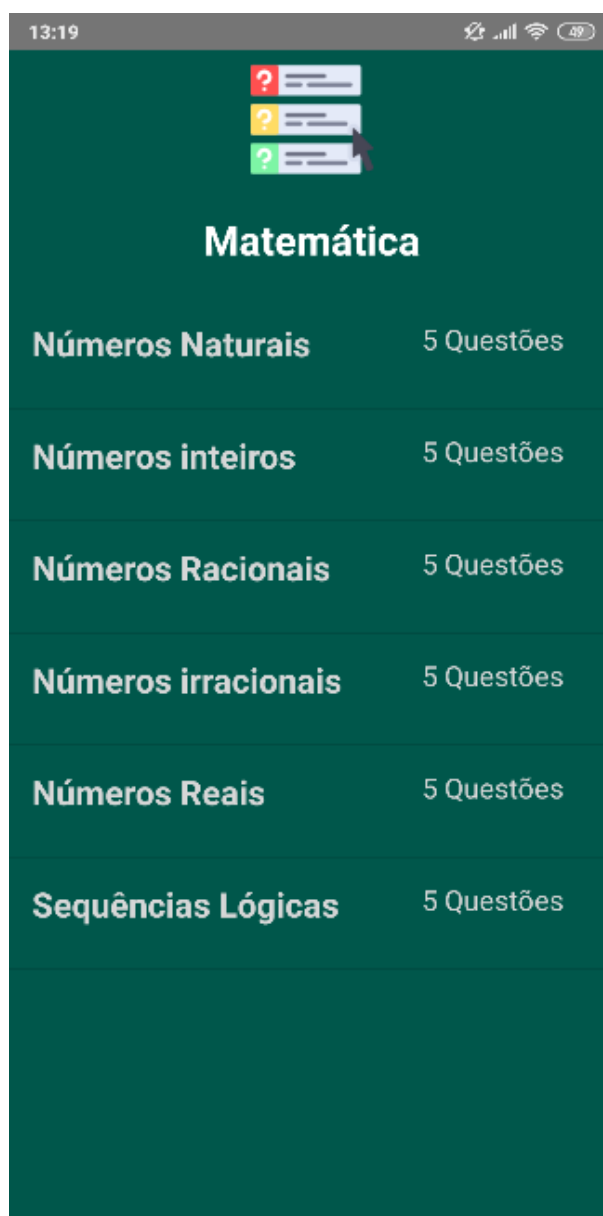 13:19
49
?
?
?
Matemática
Números Naturais 5 Questões
Números inteiros 5 Questões
Números Racionais 5 Questões
Números irracionais 5 Questões
Números Reais 5 Questões
Sequências Lógicas 5 Questões